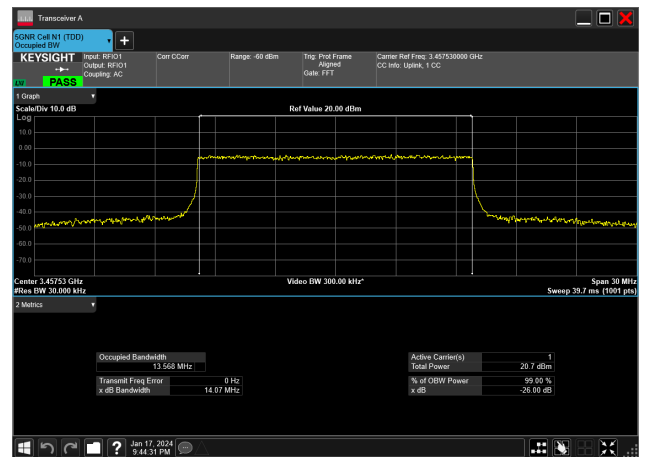 Transceiver A
5GNR Cell N1 (TDD)
Occupied BW
KEYSIGHT
LXI
PASS
Input: RFIO1
Output: RFIO1
Coupling: AC
Corr CCorr
Range: -60 dBm
Trig: Prot Frame
Aligned
Gate: FFT
Carrier Ref Freq: 3.457530000 GHz
CC Info: Uplink, 1 CC
1 Graph
Scale/Div 10.0 dB
Ref Value 20.00 dBm
Log
10.0
0.00
-10.0
-20.0
-30.0
-40.0
-50.0
-60.0
-70.0
Center 3.45753 GHz
Video BW 300.00 kHz*
Span 30 MHz
#Res BW 30.000 kHz
Sweep 39.7 ms (1001 pts)
2 Metrics
Occupied Bandwidth
13.568 MHz
Transmit Freq Error 0 Hz
x dB Bandwidth 14.07 MHz
Active Carrier(s) 1
Total Power 20.7 dBm
% of OBW Power 99.00 %
x dB -26.00 dB
?
Jan 17, 2024
9:44:31 PM